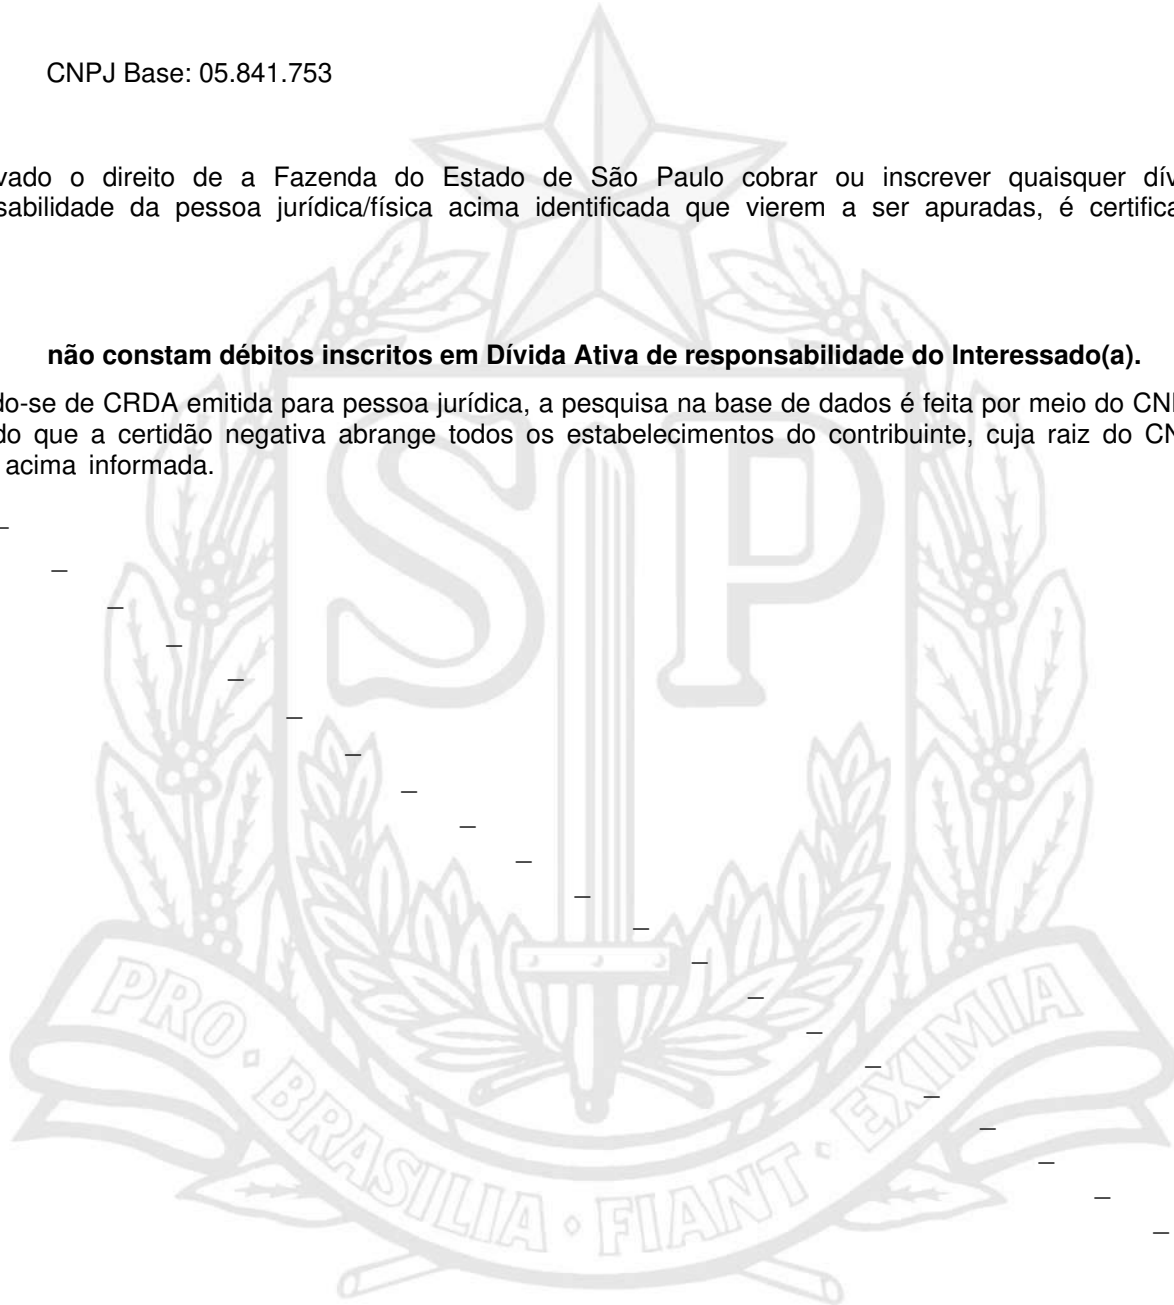 CNPJ Base: 05.841.753
vado o direito de a Fazenda do Estado de São Paulo cobrar ou inscrever quaisquer dív
sabilidade da pessoa jurídica/física acima identificada que vierem a ser apuradas, é certifica
não constam débitos inscritos em Dívida Ativa de responsabilidade do Interessado(a).
do-se de CRDA emitida para pessoa jurídica, a pesquisa na base de dados é feita por meio do CN
do que a certidão negativa abrange todos os estabelecimentos do contribuinte, cuja raiz do CN
acima informada.
SP
PRO · BRASILIA · FIANT · EXIMIA